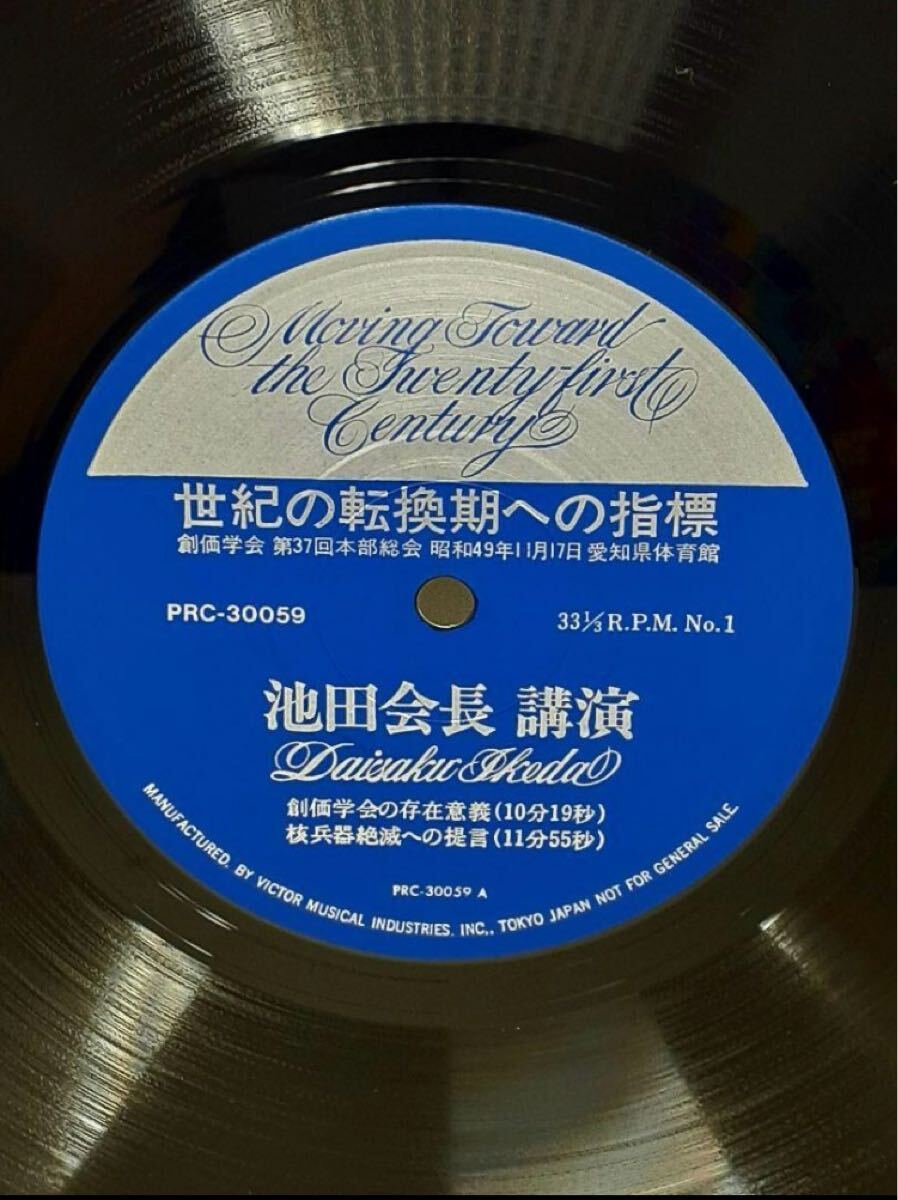 Moving Toward
the Twenty-first
Century
世紀の転換期への指標
創価学会 第37回本部総会 昭和49年11月17日 愛知県体育館
PRC-30059
33⅓ R.P.M. No.1
池田会長 講演
Daisaku Ikeda
創価学会の存在意義(10分19秒)
核兵器絶滅への提言(11分55秒)
PRC-30059 A
MANUFACTURED. BY VICTOR MUSICAL INDUSTRIES. INC,. TOKYO JAPAN NOT FOR GENERAL SALE.